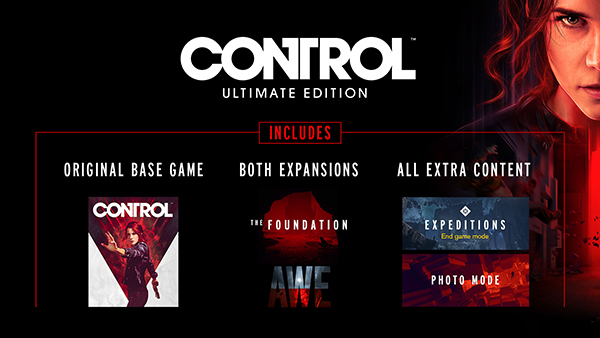 CONTROL™
ULTIMATE EDITION
INCLUDES
ORIGINAL BASE GAME
BOTH EXPANSIONS
ALL EXTRA CONTENT
CONTROL
THE FOUNDATION
AWE
EXPEDITIONS
End game mode
PHOTO MODE